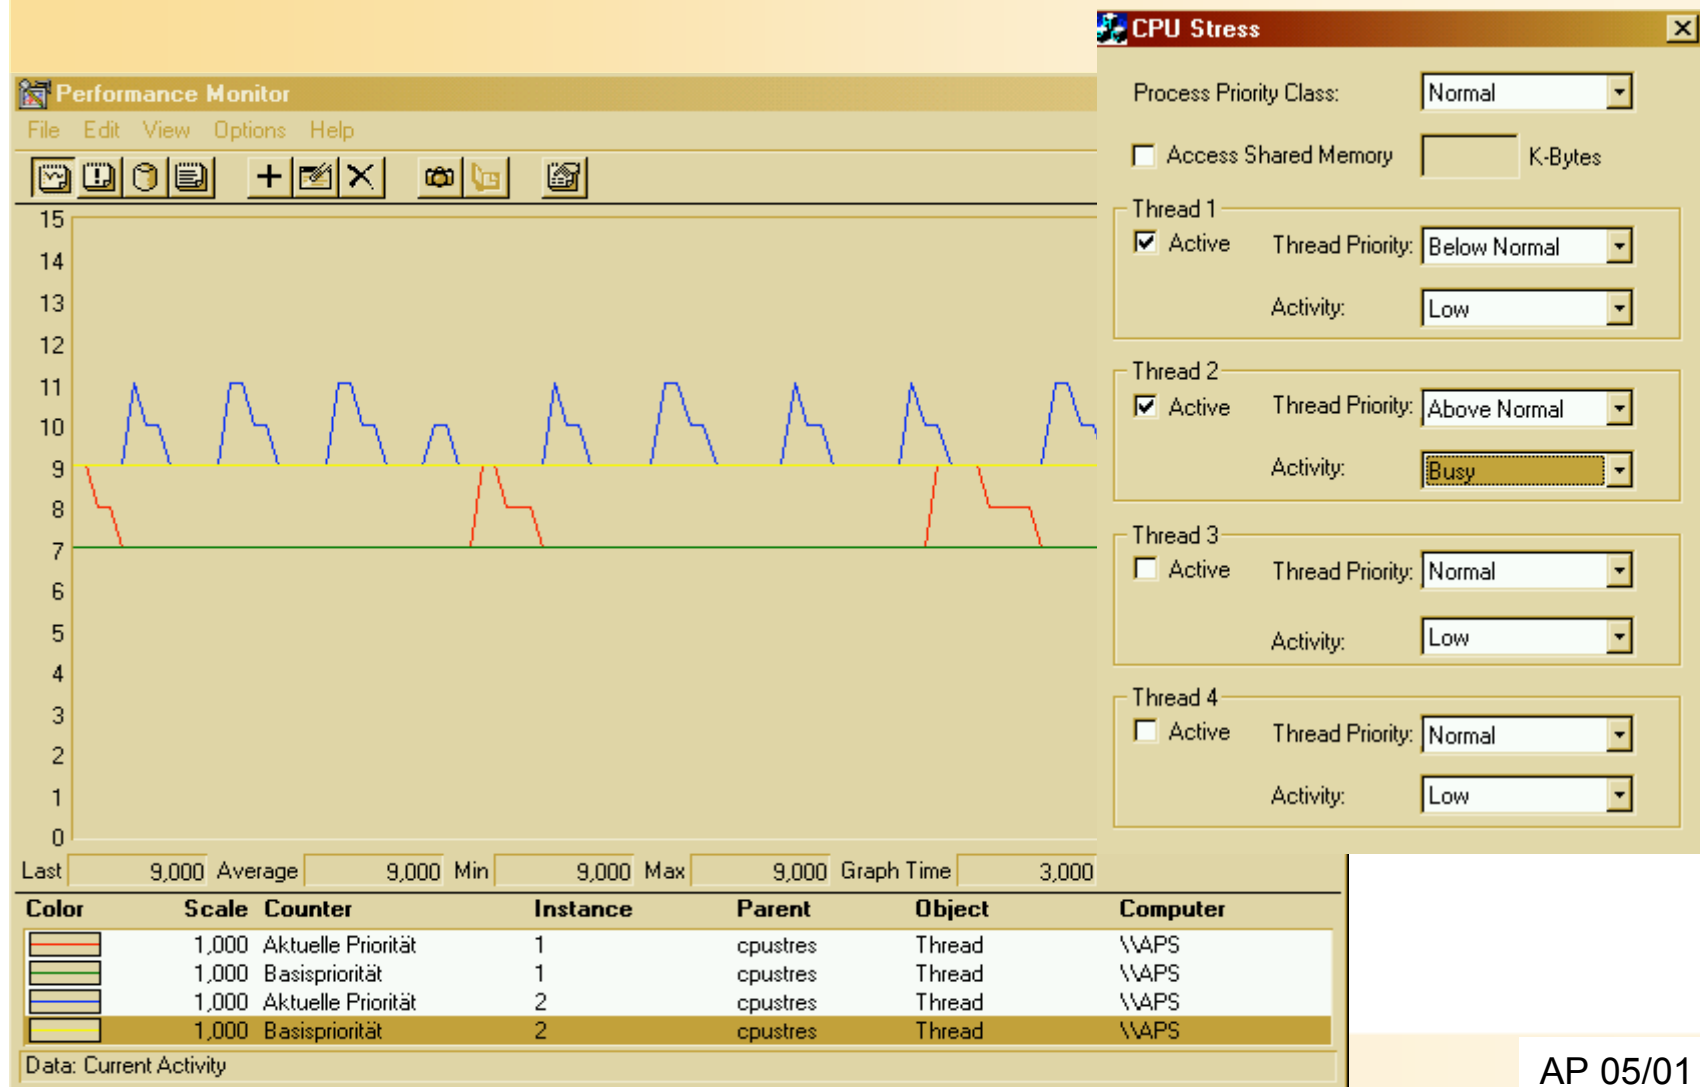 Performance Monitor
File Edit View Options Help
15
14
13
12
11
10
9
8
7
6
5
4
3
2
1
0
Last 9,000 Average 9,000 Min 9,000 Max 9,000 Graph Time 3,000
Color Scale Counter Instance Parent Object Computer
1,000 Aktuelle Priorität 1 cpustres Thread \\APS
1,000 Basispriorität 1 cpustres Thread \\APS
1,000 Aktuelle Priorität 2 cpustres Thread \\APS
1,000 Basispriorität 2 cpustres Thread \\APS
Data: Current Activity
CPU Stress
Process Priority Class: Normal
Access Shared Memory K-Bytes
Thread 1
Active Thread Priority: Below Normal
Activity: Low
Thread 2
Active Thread Priority: Above Normal
Activity: Busy
Thread 3
Active Thread Priority: Normal
Activity: Low
Thread 4
Active Thread Priority: Normal
Activity: Low
AP 05/01